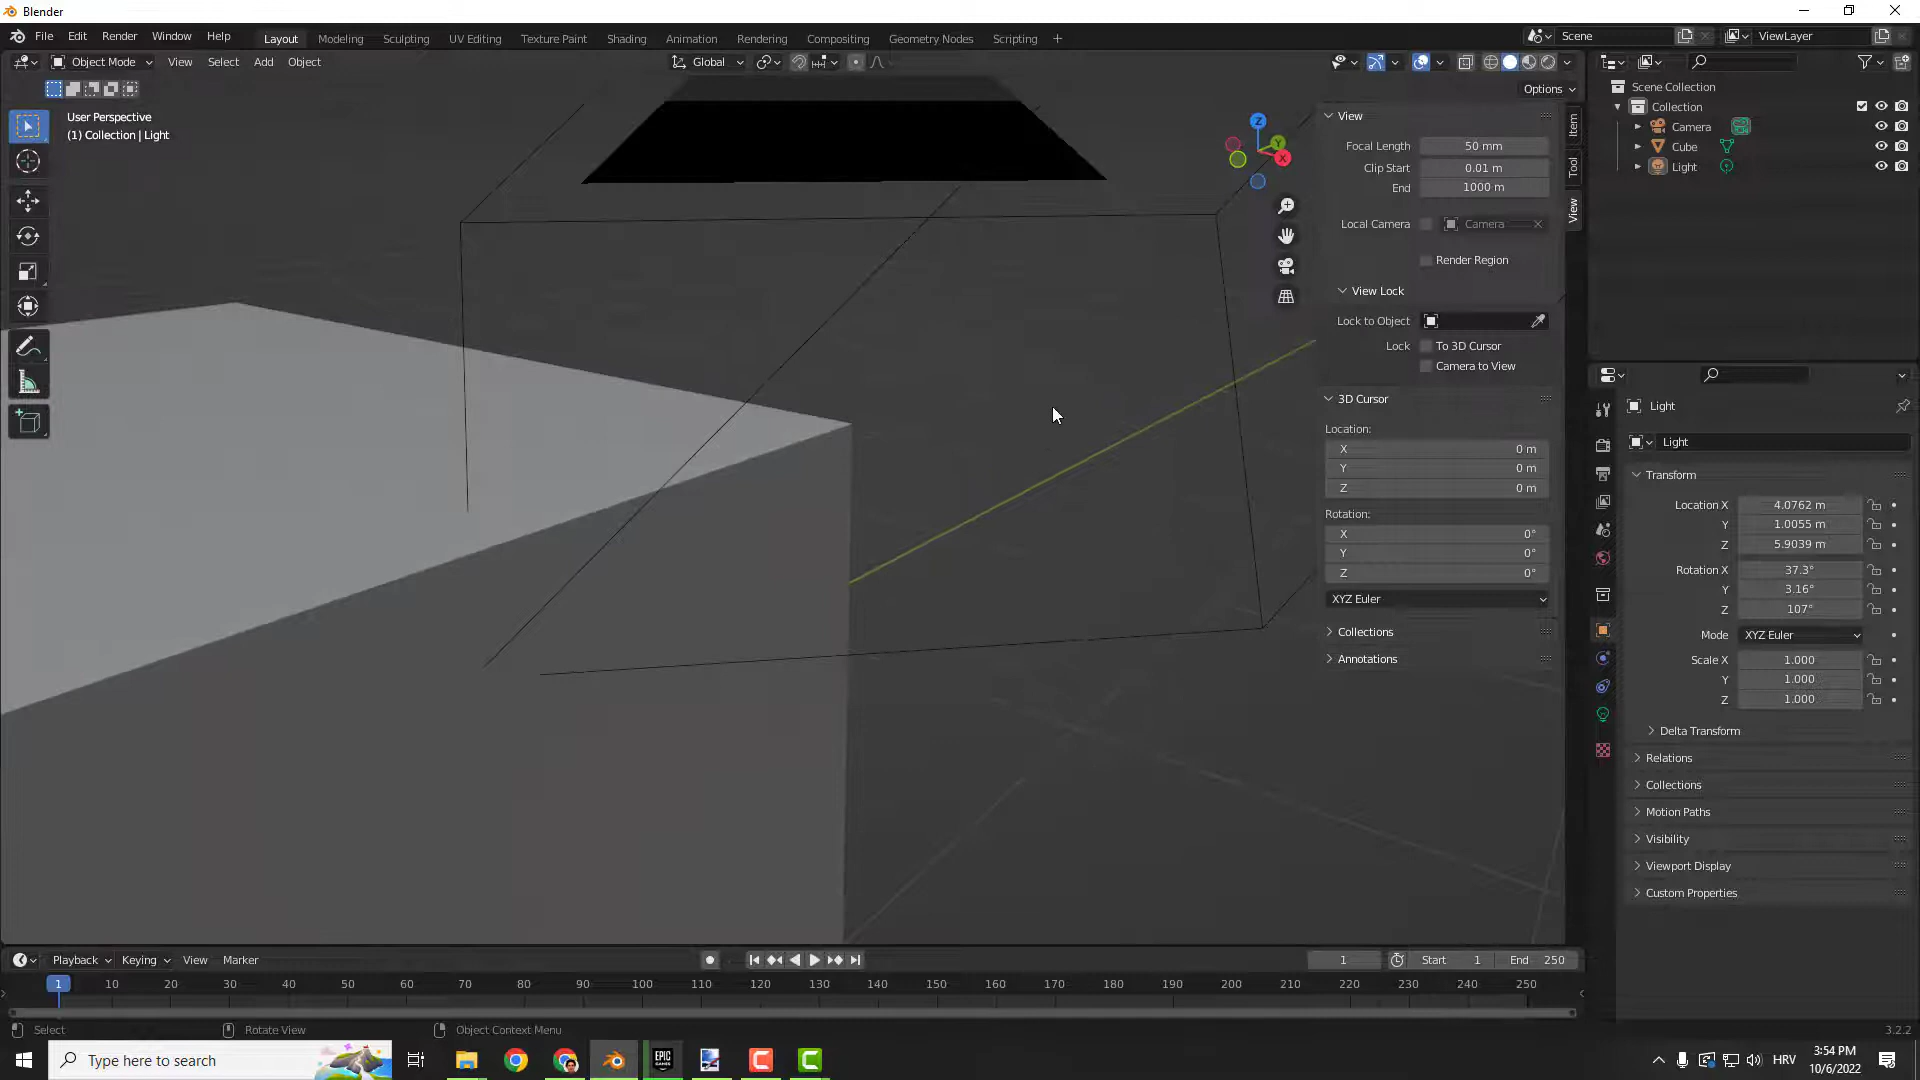 Blender
File Edit Render Window Help
Layout Modeling Sculpting UV Editing Texture Paint Shading Animation Rendering Compositing Geometry Nodes Scripting
Scene
ViewLayer
Object Mode View Select Add Object
Global
Options
User Perspective
(1) Collection | Light
Z
Y
X
View
Focal Length 50 mm
Clip Start 0.01 m
End 1000 m
Local Camera Camera
Render Region
View Lock
Lock to Object
Lock To 3D Cursor
Camera to View
3D Cursor
Location:
X 0 m
Y 0 m
Z 0 m
Rotation:
X 0°
Y 0°
Z 0°
XYZ Euler
Collections
Annotations
Item
Tool
View
Scene Collection
Collection
Camera
Cube
Light
Light
Light
Transform
Location X 4.0762 m
Y 1.0055 m
Z 5.9039 m
Rotation X 37.3°
Y 3.16°
Z 107°
Mode XYZ Euler
Scale X 1.000
Y 1.000
Z 1.000
Delta Transform
Relations
Collections
Motion Paths
Visibility
Viewport Display
Custom Properties
Playback Keying View Marker
1 Start 1 End 250
1 10 20 30 40 50 60 70 80 90 100 110 120 130 140 150 160 170 180 190 200 210 220 230 240 250
Select Rotate View Object Context Menu
3.2.2
Type here to search
EPIC GAMES
HRV
3:54 PM
10/6/2022